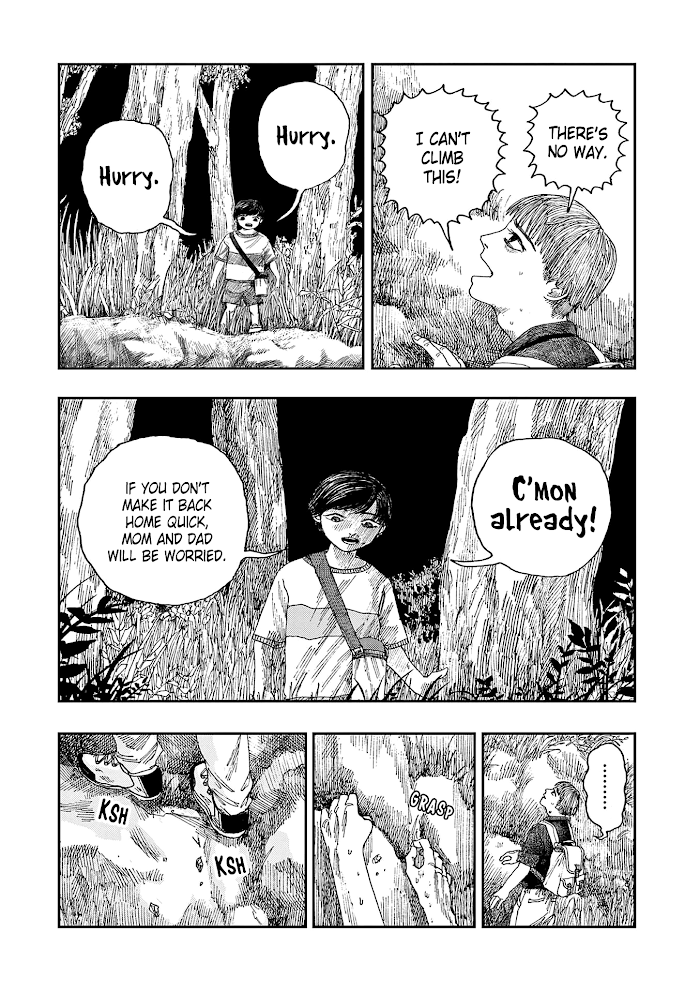 THERE'S
NO WAY.
I CAN'T
CLIMB
THIS!
Hurry.
Hurry.
C'MON
already!
IF YOU DON'T
MAKE IT BACK
HOME QUICK,
MOM AND DAD
WILL BE WORRIED.
........
GRASP
KSH
KSH